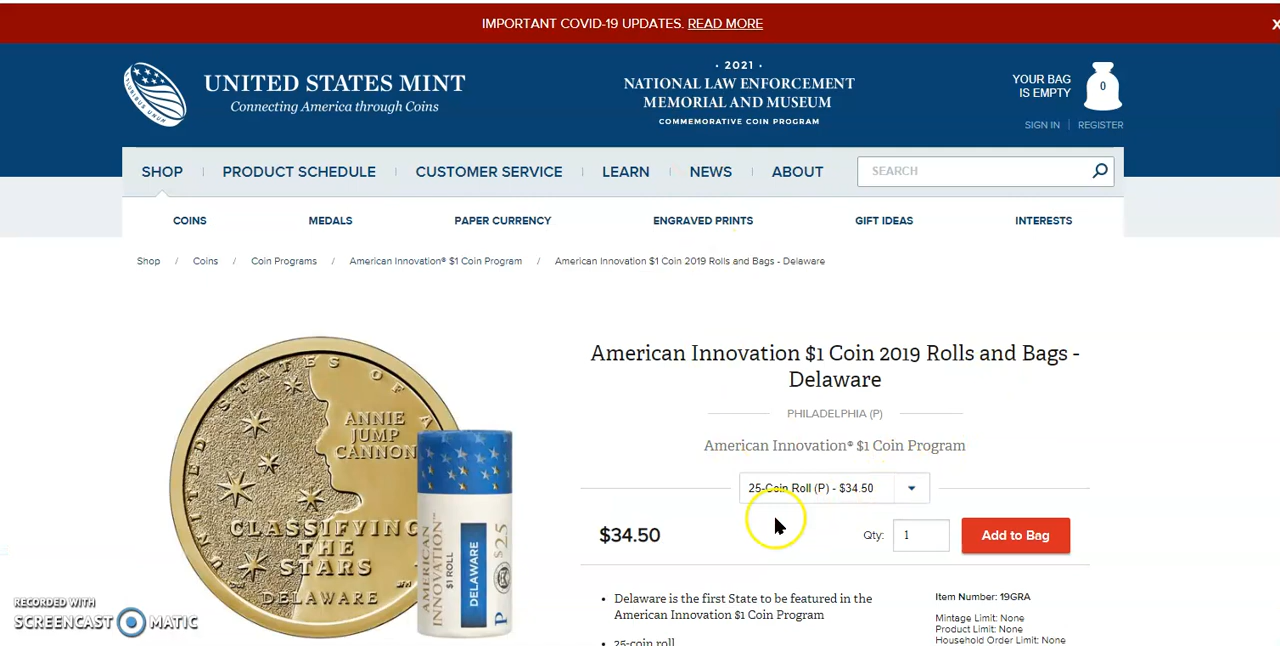 IMPORTANT COVID-19 UPDATES. READ MORE
X
UNITED STATES MINT
Connecting America through Coins
PLURIBUS UNUM
· 2021 ·
NATIONAL LAW ENFORCEMENT
MEMORIAL AND MUSEUM
COMMEMORATIVE COIN PROGRAM
YOUR BAG
IS EMPTY
0
SIGN IN | REGISTER
SHOP
PRODUCT SCHEDULE
CUSTOMER SERVICE
LEARN
NEWS
ABOUT
SEARCH
COINS
MEDALS
PAPER CURRENCY
ENGRAVED PRINTS
GIFT IDEAS
INTERESTS
Shop / Coins / Coin Programs / American Innovation® $1 Coin Program / American Innovation $1 Coin 2019 Rolls and Bags - Delaware
American Innovation $1 Coin 2019 Rolls and Bags -
Delaware
PHILADELPHIA (P)
American Innovation® $1 Coin Program
25-Coin Roll (P) - $34.50
$34.50
Qty: 1
Add to Bag
Delaware is the first State to be featured in the
American Innovation $1 Coin Program
25-coin roll
Item Number: 19GRA
Mintage Limit: None
Product Limit: None
Household Order Limit: None
UNITED STATES OF A
ANNIE
JUMP
CANNON
CLASSIFYING
THE
STARS
DELAWARE
AMERICAN
INNOVATION™
$1 ROLL
DELAWARE
$25
P
RECORDED WITH
SCREENCAST MATIC